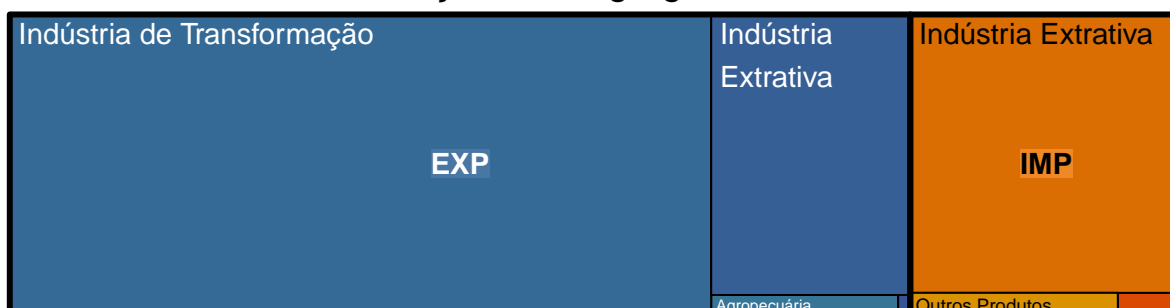 Indústria de Transformação
Indústria
Extrativa
Indústria Extrativa
EXP
IMP
Agropecuária
Outros Produtos